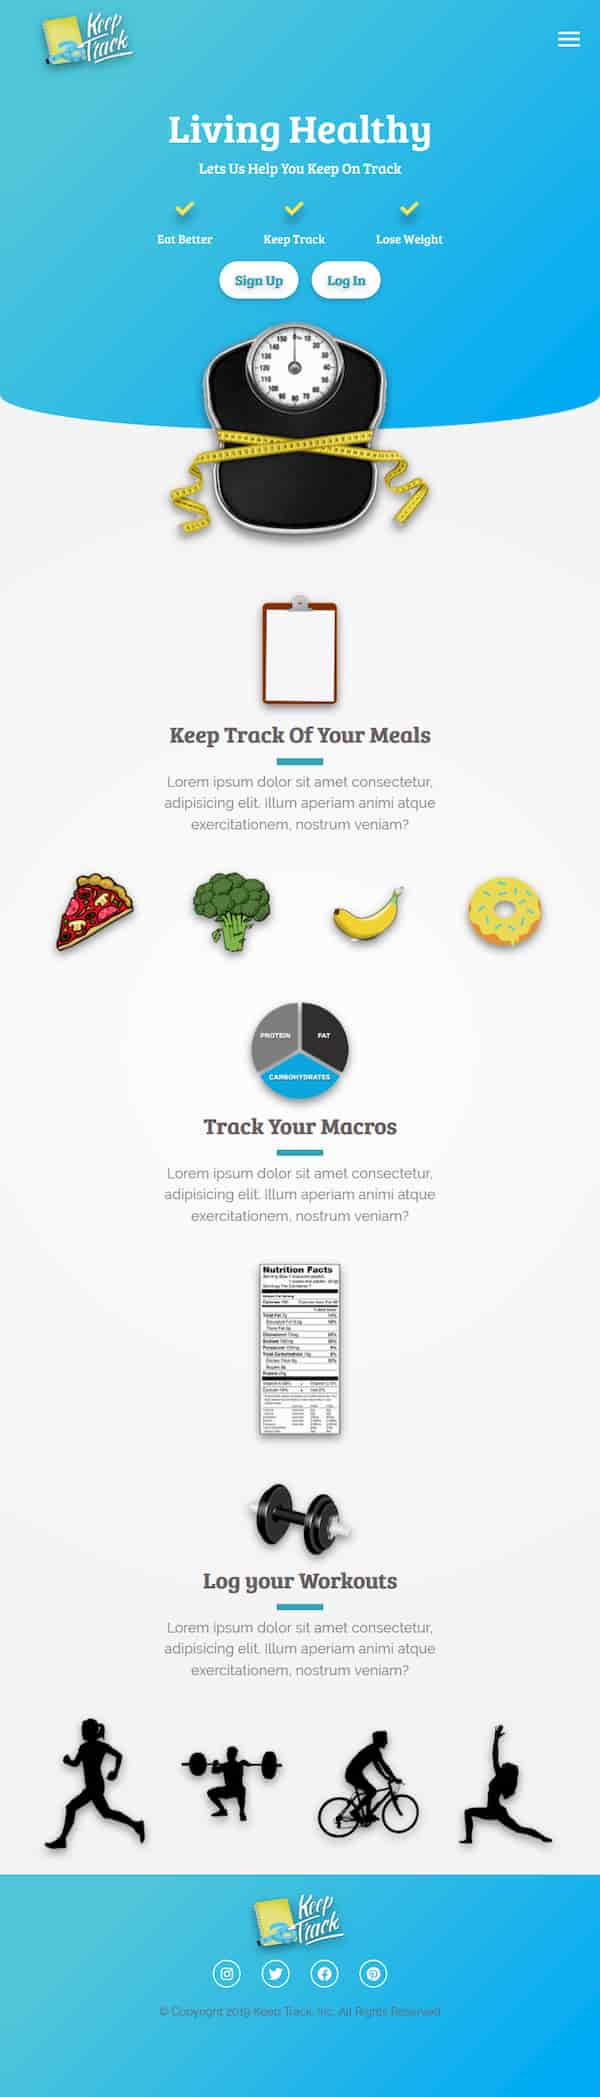 Keep
Track
Living Healthy
Lets Us Help You Keep On Track
Eat Better
Keep Track
Lose Weight
Sign Up
Log In
150
10
140
20
130
30
120
40
110
50
100
60
90
80
70
Keep Track Of Your Meals
Lorem ipsum dolor sit amet consectetur,
adipisicing elit. Illum aperiam animi atque
exercitationem, nostrum veniam?
PROTEIN
FAT
CARBOHYDRATES
Track Your Macros
Lorem ipsum dolor sit amet consectetur,
adipisicing elit. Illum aperiam animi atque
exercitationem, nostrum veniam?
Nutrition Facts
Log your Workouts
Lorem ipsum dolor sit amet consectetur,
adipisicing elit. Illum aperiam animi atque
exercitationem, nostrum veniam?
Keep
Track
© Copyright 2019 Keep Track, Inc. All Rights Reserved